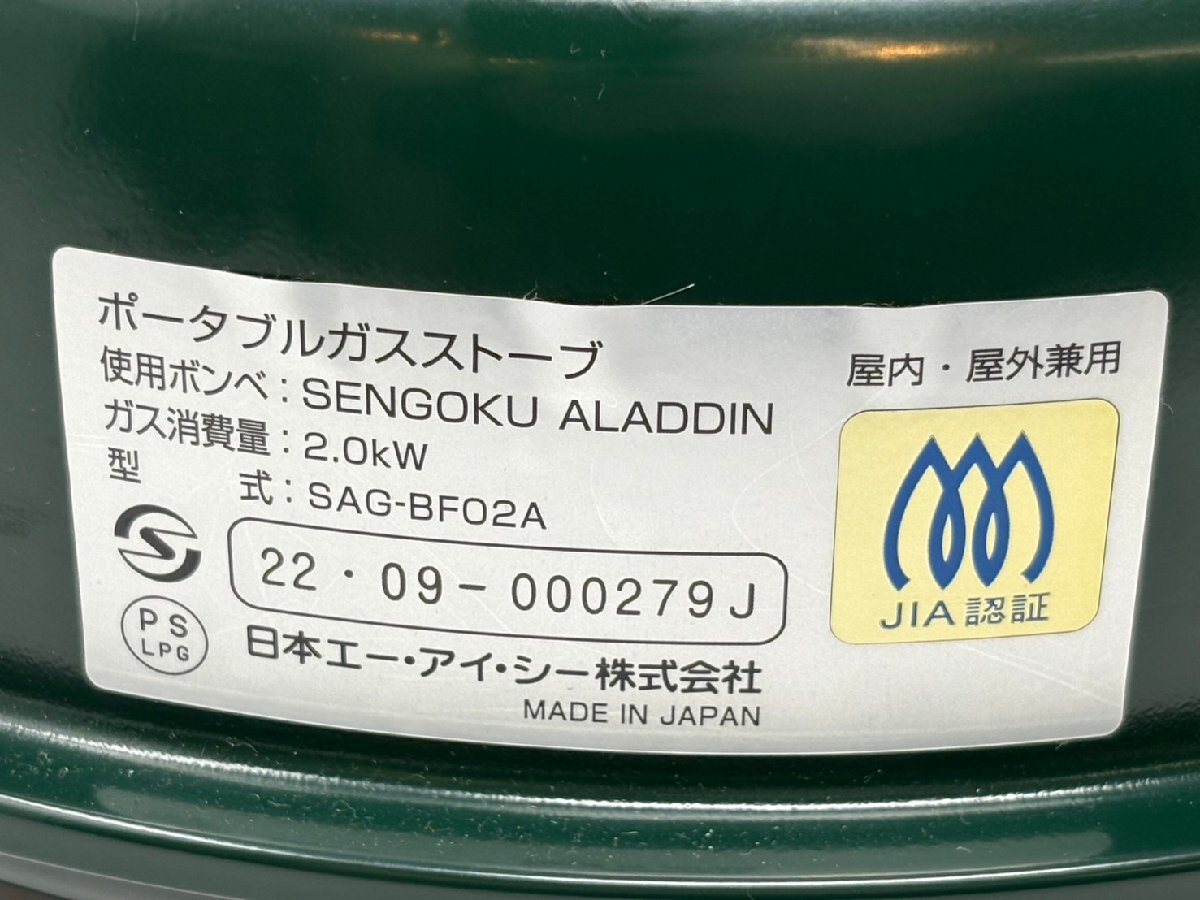 ポータブルガスストーブ
使用ボンベ：SENGOKU ALADDIN
ガス消費量：2.0kW
型 式：SAG-BF02A
22・09-000279J
日本エー・アイ・シー株式会社
MADE IN JAPAN
PS
LPG
屋内・屋外兼用
JIA認証